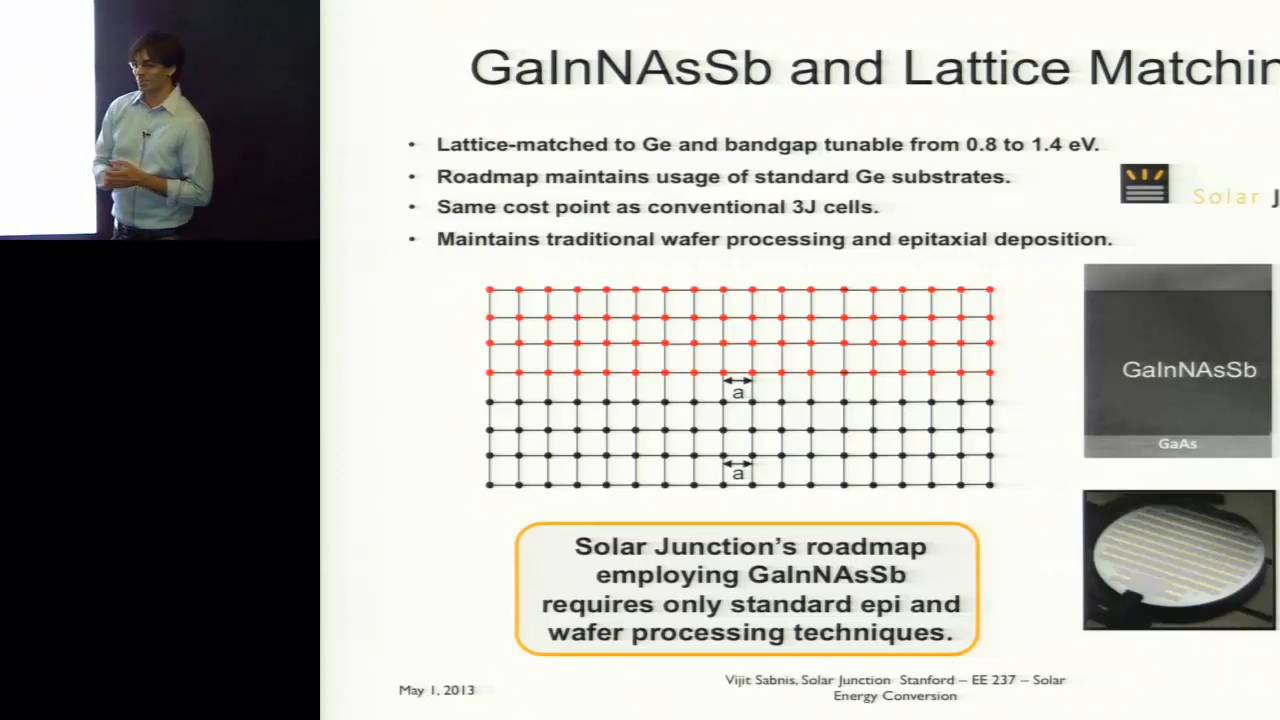 GaInNAsSb and Lattice Matchin
• Lattice-matched to Ge and bandgap tunable from 0.8 to 1.4 eV.
• Roadmap maintains usage of standard Ge substrates.
• Same cost point as conventional 3J cells.
• Maintains traditional wafer processing and epitaxial deposition.
Solar J
a
a
GaInNAsSb
GaAs
Solar Junction’s roadmap
employing GaInNAsSb
requires only standard epi and
wafer processing techniques.
May 1, 2013
Vijit Sabnis, Solar Junction Stanford – EE 237 – Solar
Energy Conversion